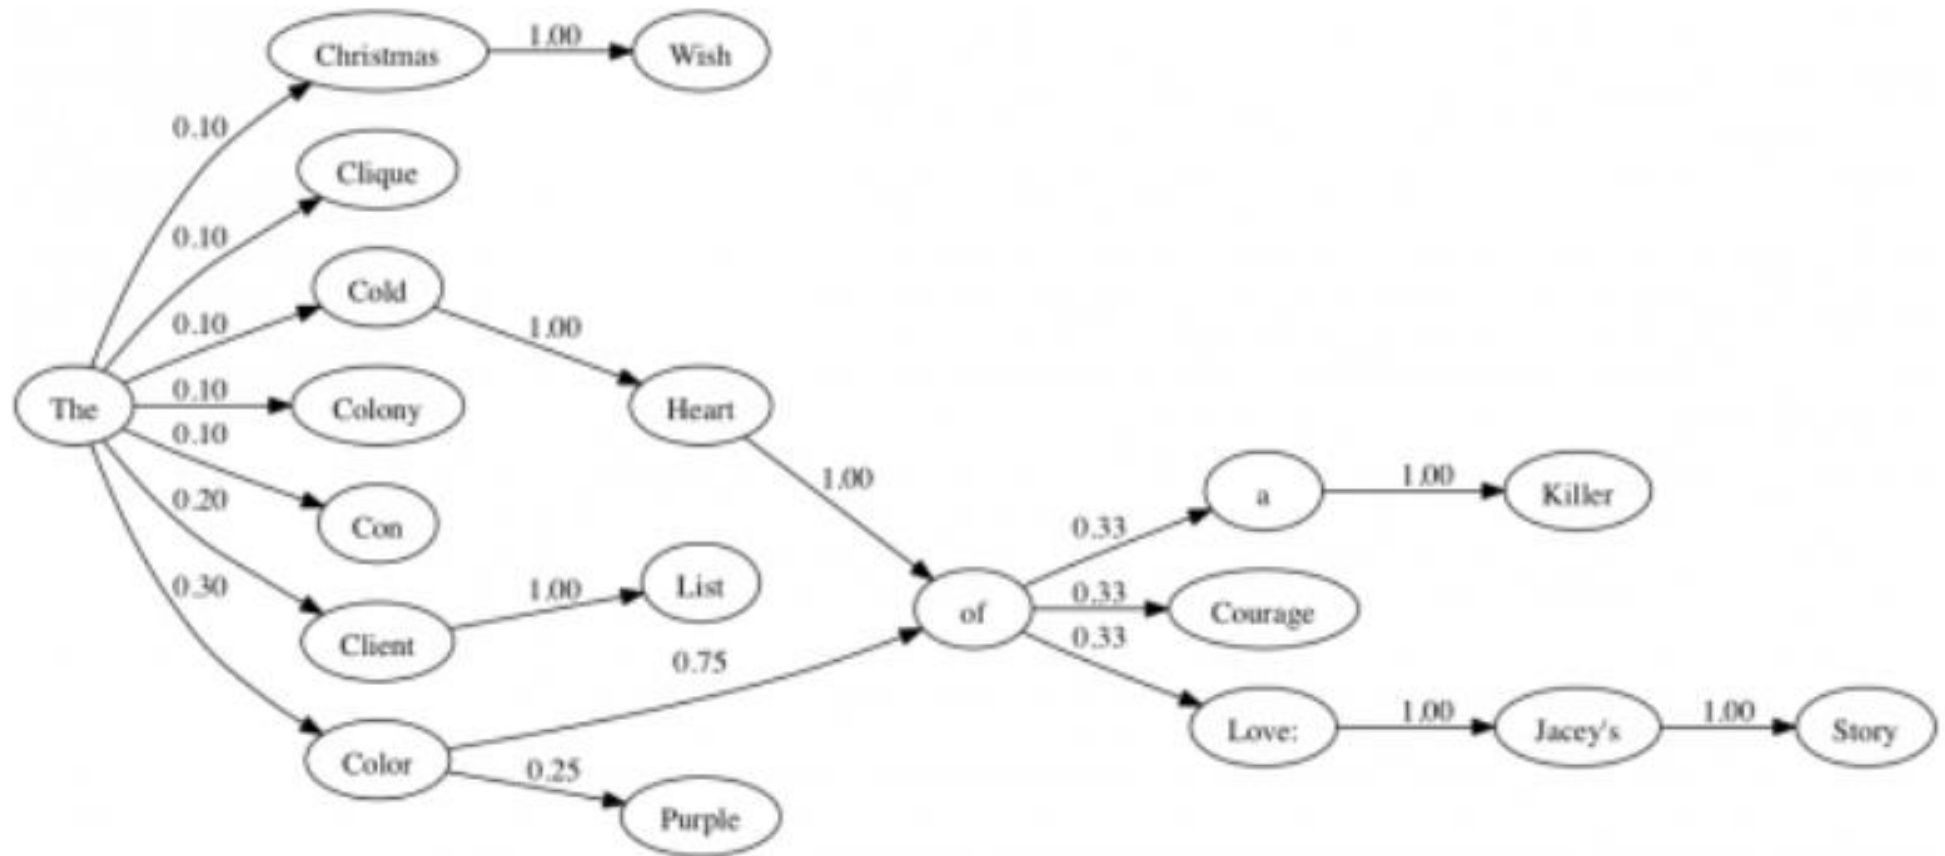 Christmas
1.00
Wish
0.10
Clique
0.10
Cold
0.10
1.00
The
0.10
Colony
Heart
0.10
Con
1.00
0.20
a
1.00
Killer
0.33
0.30
Client
1.00
List
of
0.33
Courage
0.33
0.75
Color
0.25
Purple
Love:
1.00
Jacey's
1.00
Story